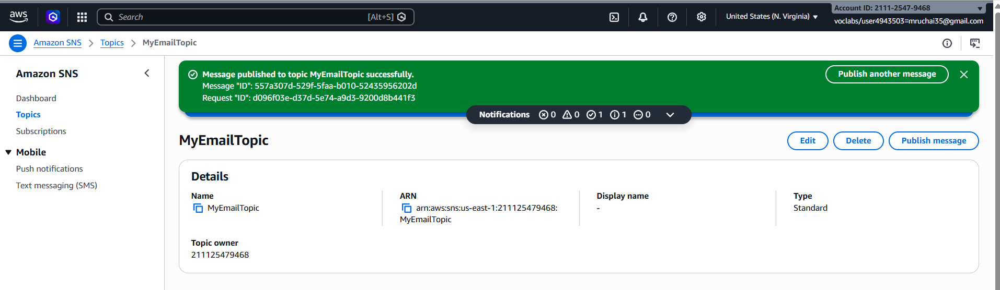 aws
Search
[Alt+S]
United States (N. Virginia)
Account ID: 2111-2547-9468
voclabs/user4943503=mruchai35@gmail.com
Amazon SNS
Topics
MyEmailTopic
Amazon SNS
Dashboard
Topics
Subscriptions
Mobile
Push notifications
Text messaging (SMS)
Message published to topic MyEmailTopic successfully.
Message "ID": 557a307d-529f-5faa-b010-52435956202d
Request "ID": d096f03e-d37d-5e74-a9d3-9200d8b441f3
Publish another message
Notifications 0 0 1 1 0
MyEmailTopic
Edit
Delete
Publish message
Details
Name
MyEmailTopic
ARN
arn:aws:sns:us-east-1:211125479468:
MyEmailTopic
Display name
-
Type
Standard
Topic owner
211125479468